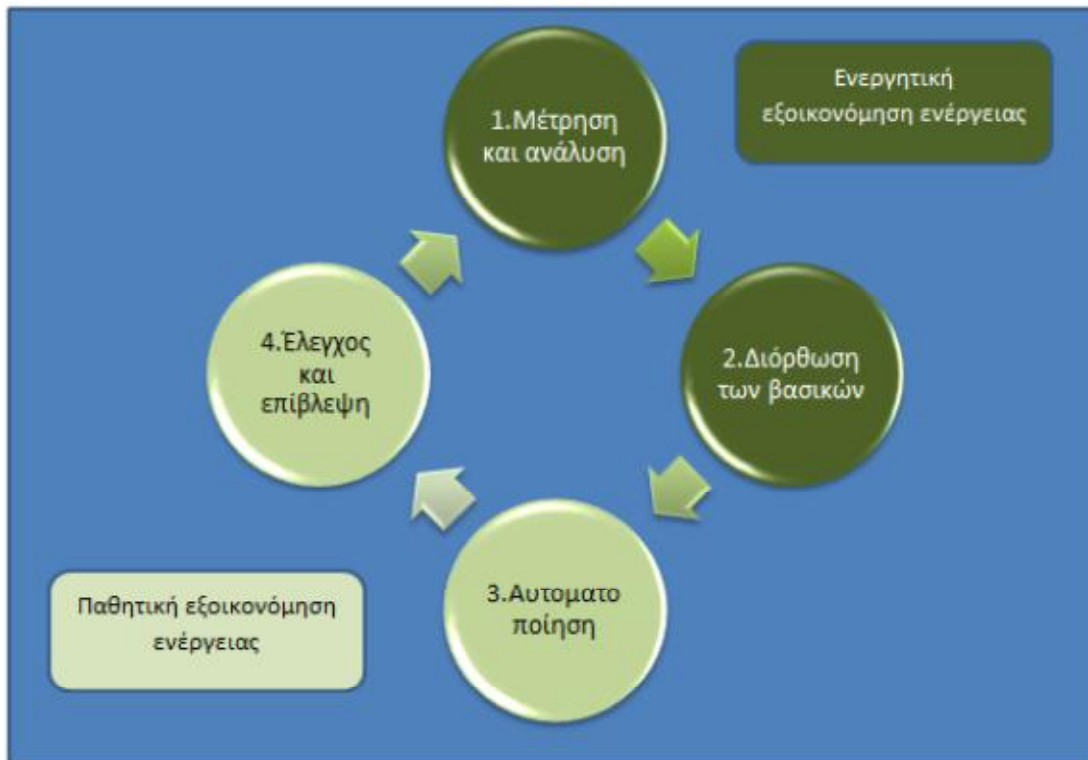 1.Μέτρηση
και ανάλυση
Ενεργητική
εξοικονόμηση ενέργειας
2.Διόρθωση
των βασικών
3.Αυτοματο
ποίηση
4.Έλεγχος
και
επίβλεψη
Παθητική εξοικονόμηση
ενέργειας